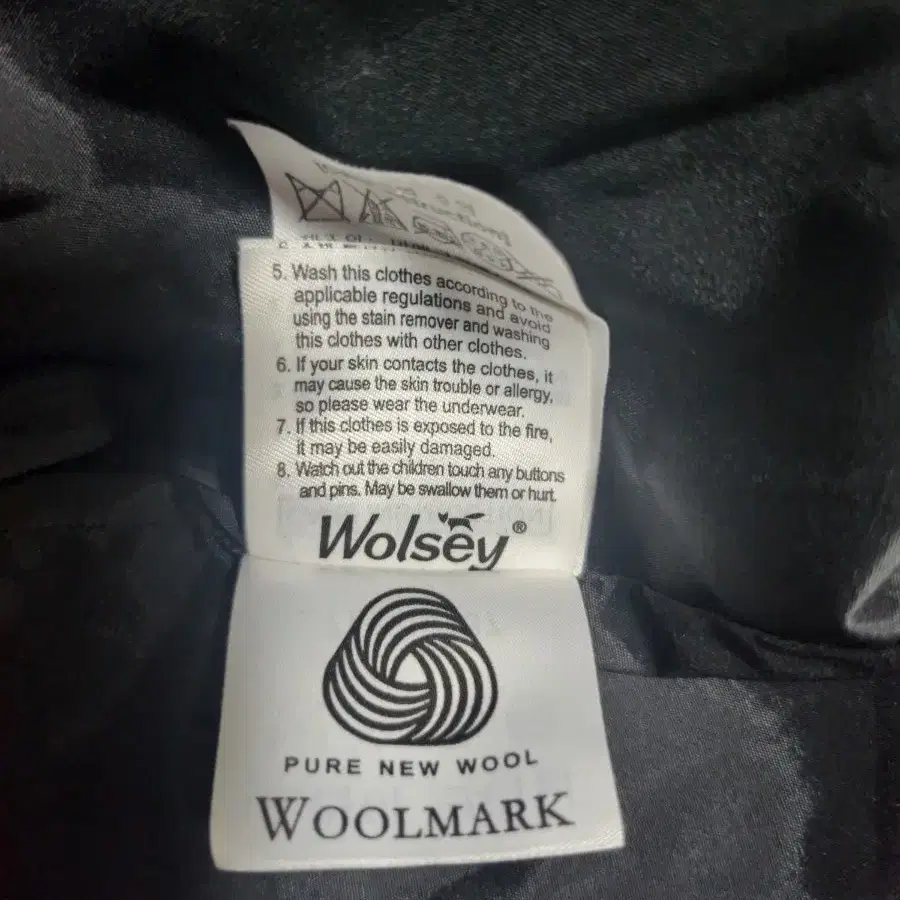 5. Wash this clothes according to the
applicable regulations and avoid
using the stain remover and washing
this clothes with other clothes.
6. If your skin contacts the clothes, it
may cause the skin trouble or allergy,
so please wear the underwear.
7. If this clothes is exposed to the fire,
it may be easily damaged.
8. Watch out the children touch any buttons
and pins. May be swallow them or hurt.
Wolsey®
PURE NEW WOOL
WOOLMARK